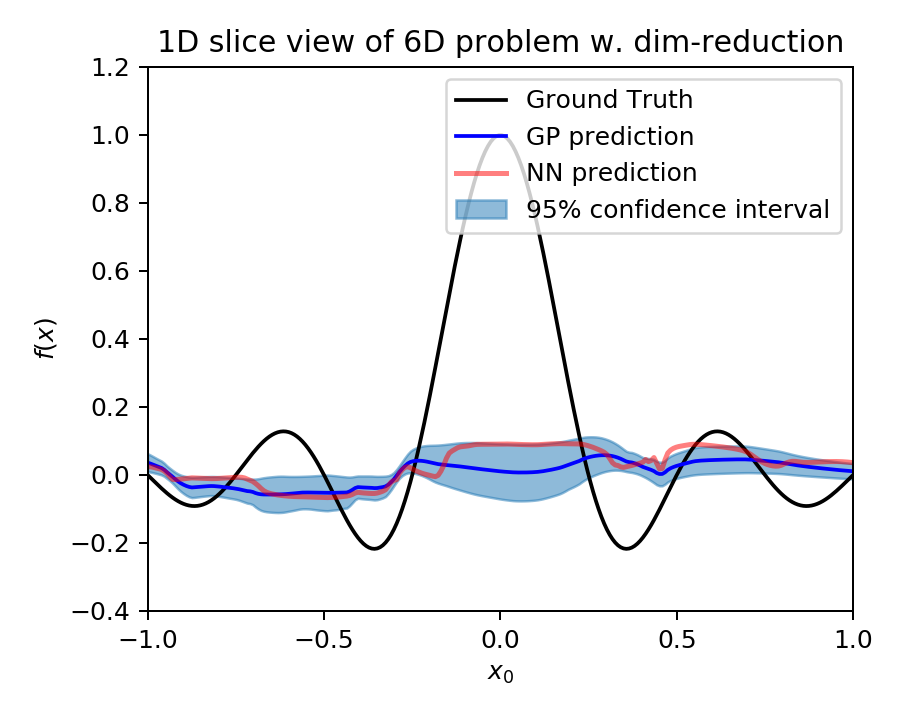 1D slice view of 6D problem w. dim-reduction
1.2
1.0
0.8
0.6
0.4
0.2
0.0
−0.2
−0.4
f(x)
Ground Truth
GP prediction
NN prediction
95% confidence interval
−1.0
−0.5
0.0
0.5
1.0
x₀